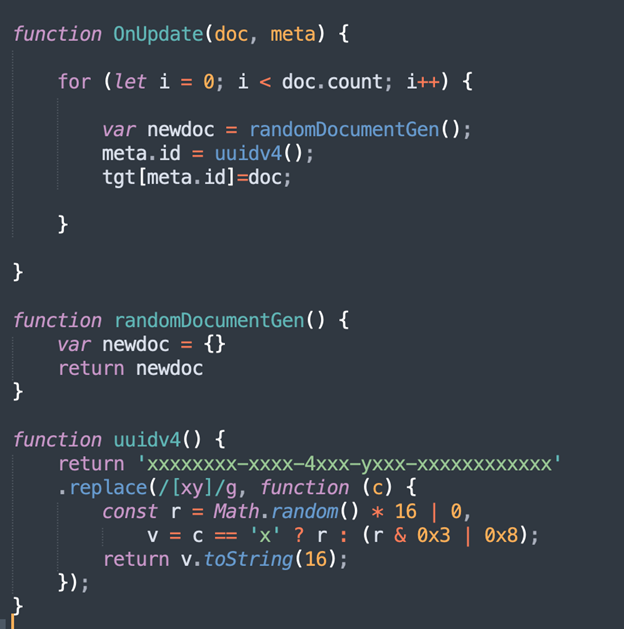 function OnUpdate(doc, meta) {
for (let i = 0; i < doc.count; i++) {
var newdoc = randomDocumentGen();
meta.id = uuidv4();
tgt[meta.id]=doc;
}
}
function randomDocumentGen() {
var newdoc = {}
return newdoc
}
function uuidv4() {
return 'xxxxxxxx-xxxx-4xxx-yxxx-xxxxxxxxxxxx'
.replace(/[xy]/g, function (c) {
const r = Math.random() * 16 | 0,
v = c == 'x' ? r : (r & 0x3 | 0x8);
return v.toString(16);
});
}